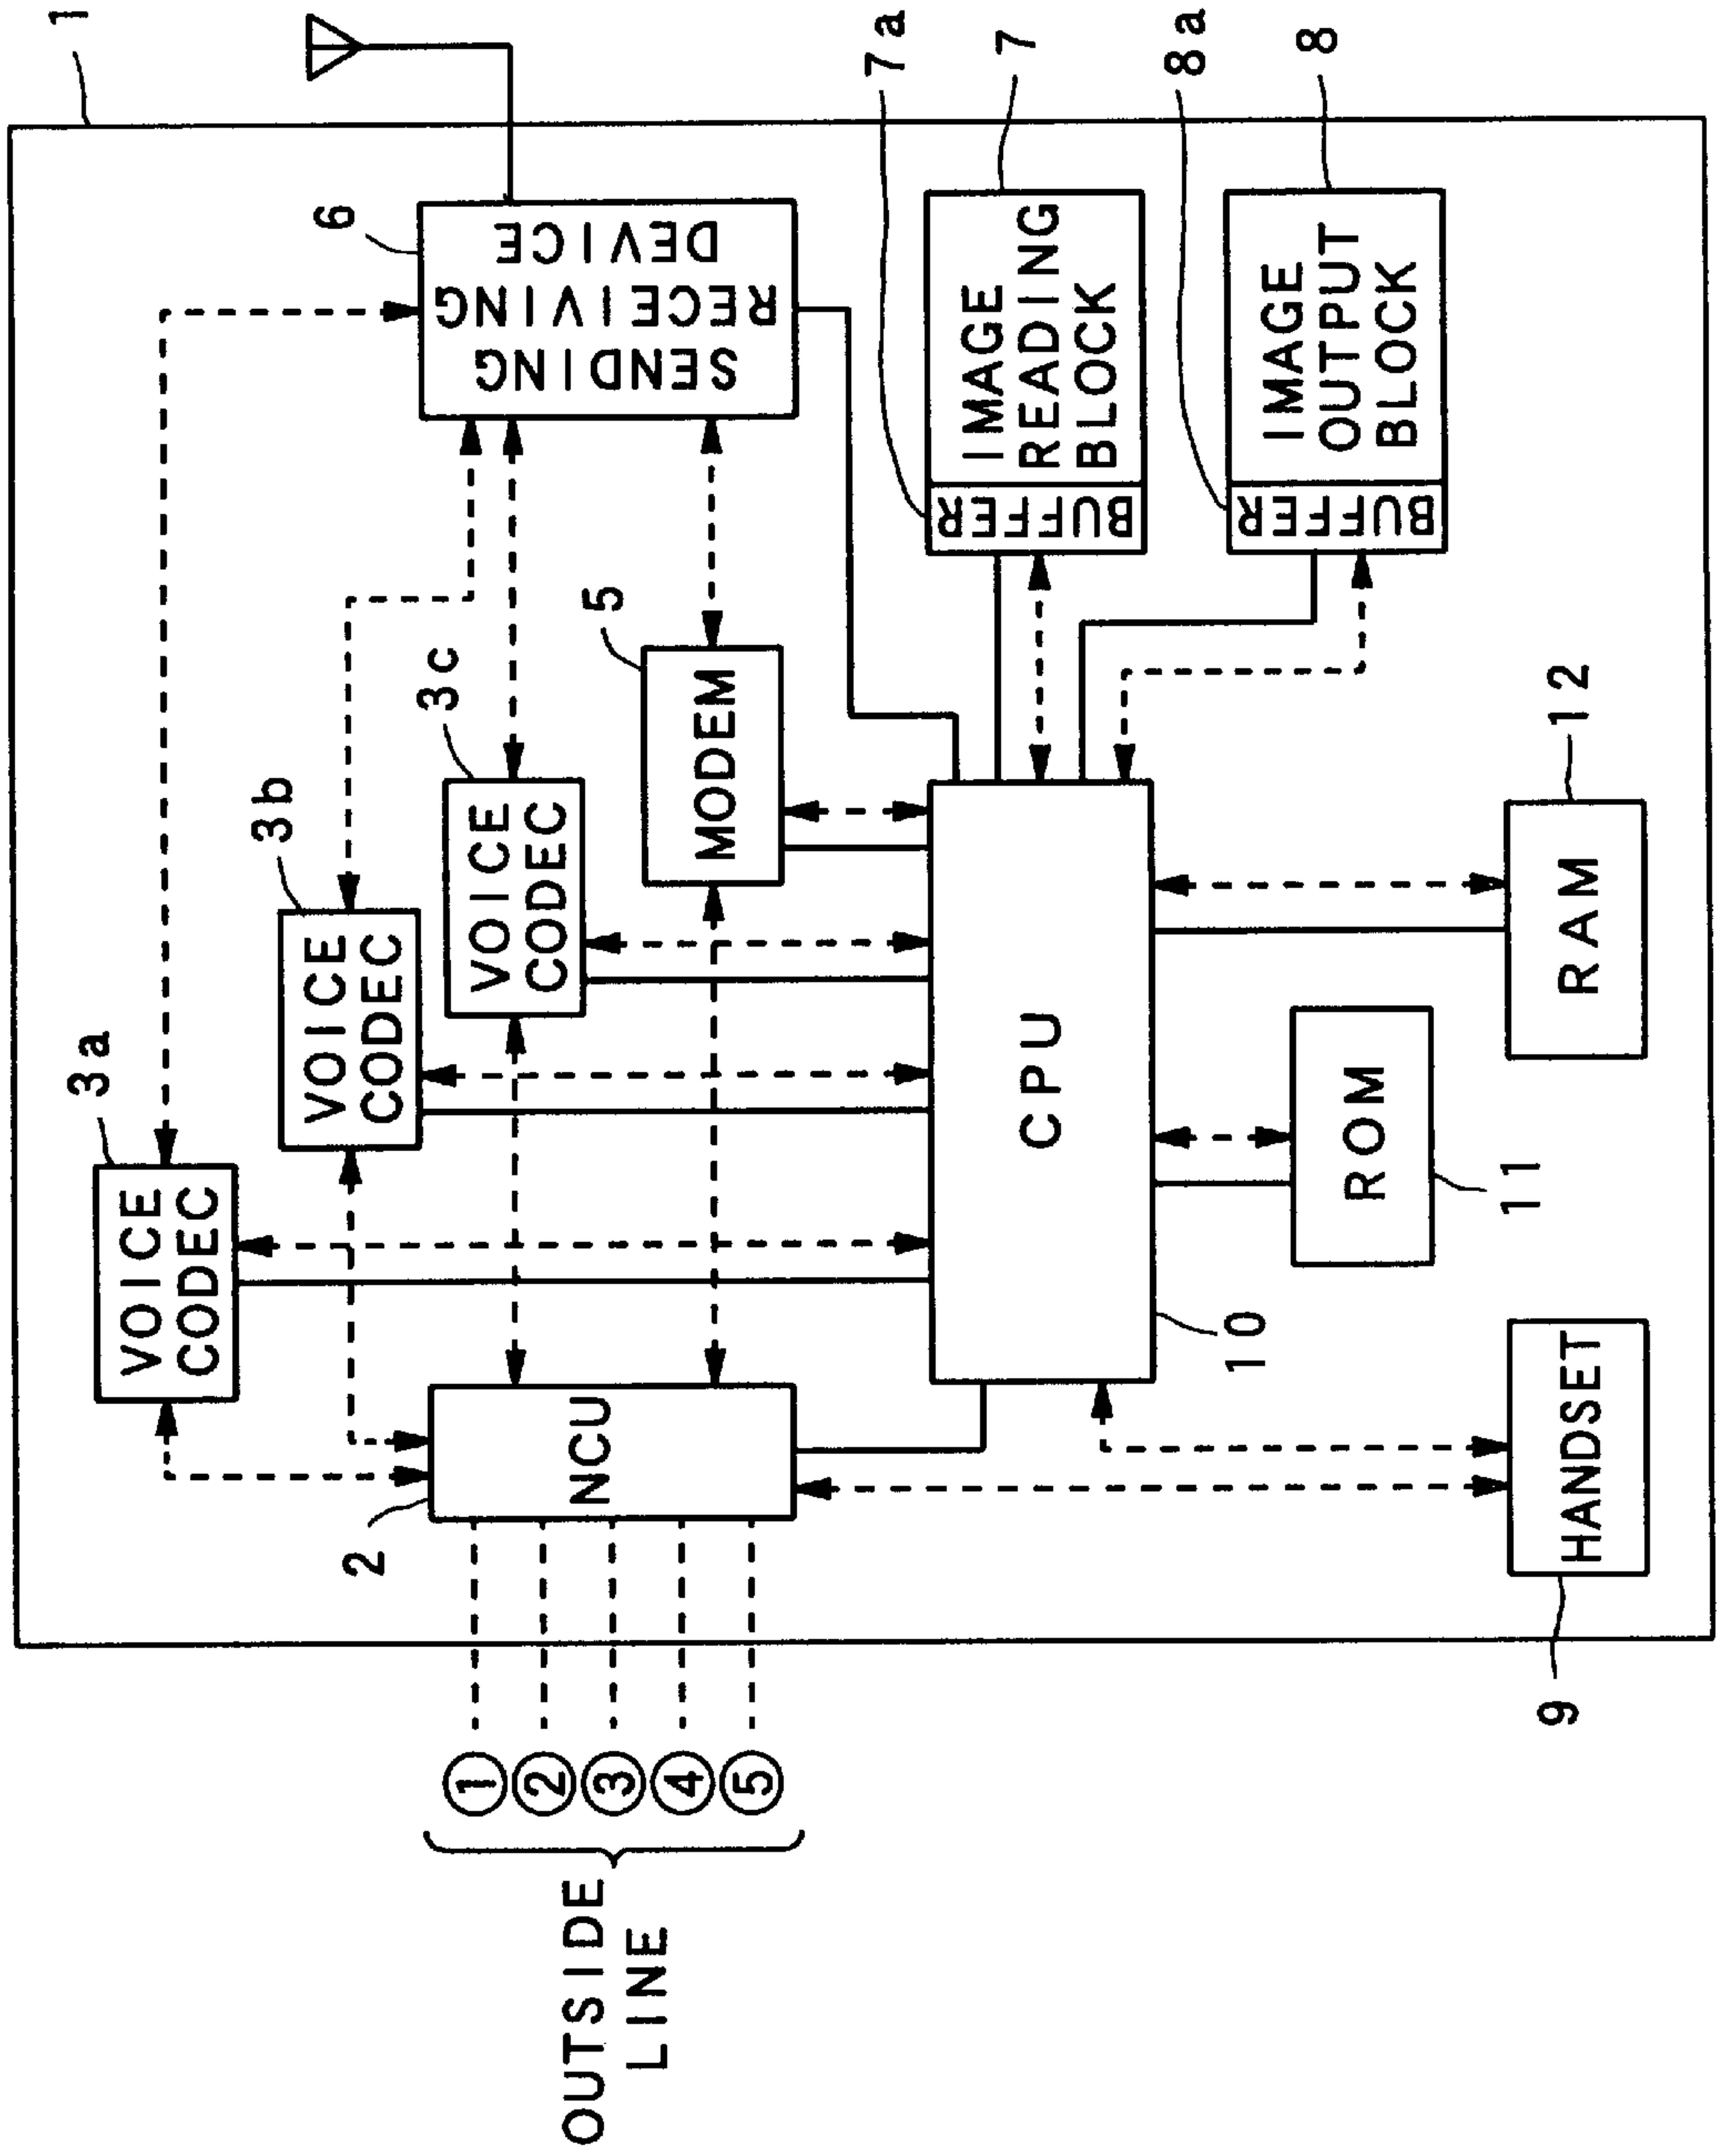 1
6
SENDING
RECEIVING
DEVICE
7a
7
IMAGE
READING
BLOCK
BUFFER
8a
8
IMAGE
OUTPUT
BLOCK
BUFFER
3a
VOICE
CODEC
3b
VOICE
CODEC
3c
VOICE
CODEC
5
MODEM
2
NCU
CPU
10
ROM
11
RAM
12
HANDSET
9
①
②
③
④
⑤
OUTSIDE
LINE